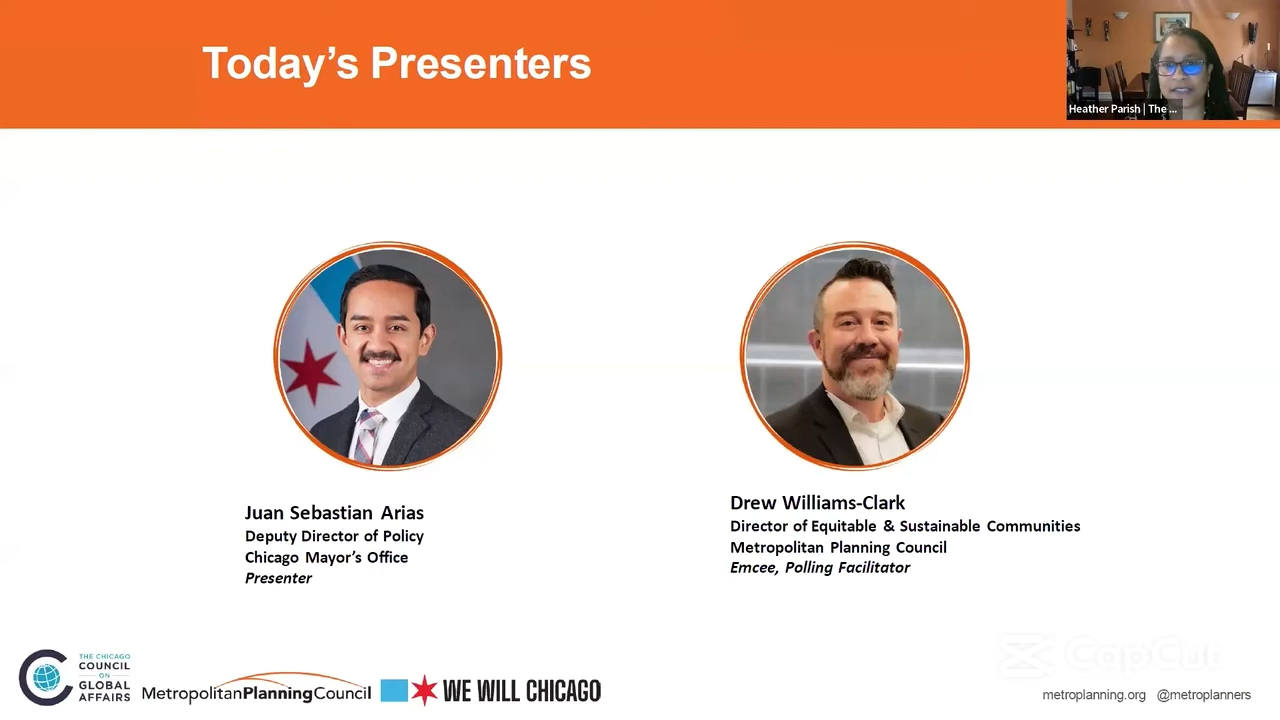 Today's Presenters
Heather Parish | The ...
Juan Sebastian Arias
Deputy Director of Policy
Chicago Mayor's Office
Presenter
Drew Williams-Clark
Director of Equitable & Sustainable Communities
Metropolitan Planning Council
Emcee, Polling Facilitator
THE CHICAGO
COUNCIL
ON
GLOBAL
AFFAIRS
MetropolitanPlanningCouncil
WE WILL CHICAGO
CapCut
metroplanning.org @metroplanners